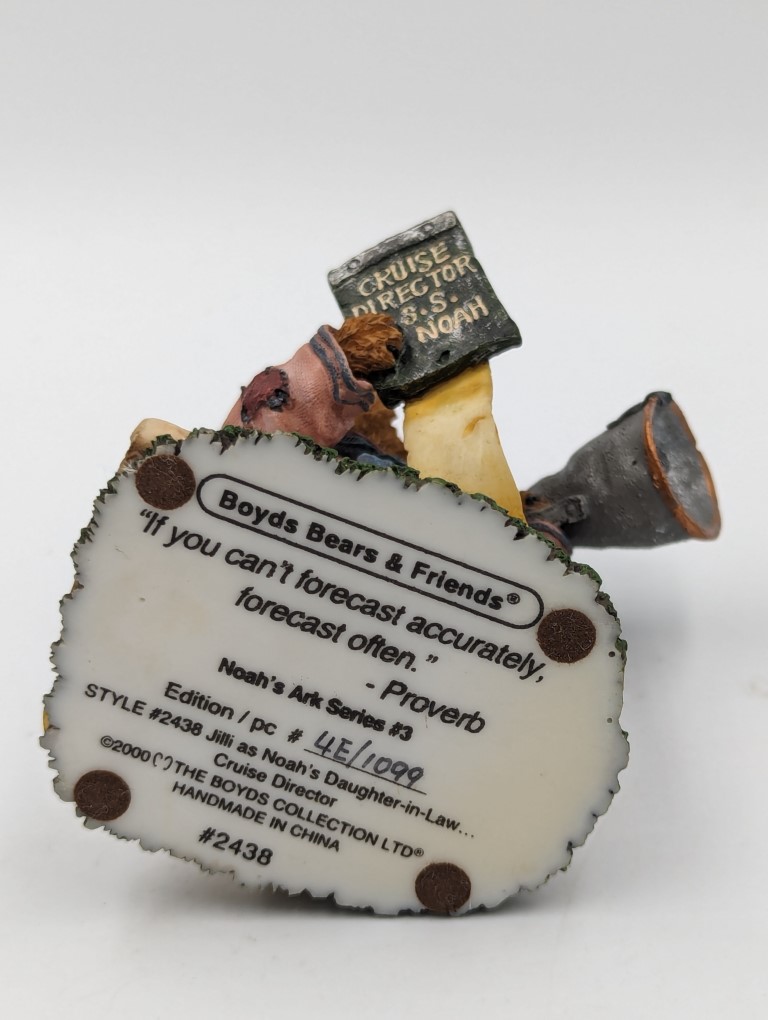 CRUISE
DIRECTOR
S.S.
NOAH
Boyds Bears & Friends®
"If you can't forecast accurately,
forecast often."
- Proverb
Noah's Ark Series #3
Edition / pc # 4E/1099
STYLE #2438 Jilli as Noah's Daughter-in-Law...
Cruise Director
©2000 THE BOYDS COLLECTION LTD®
HANDMADE IN CHINA
#2438